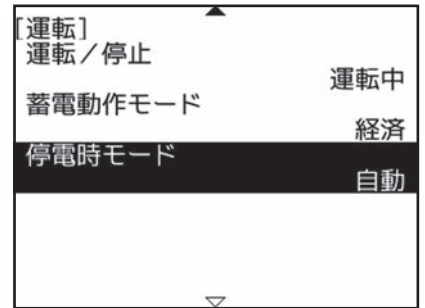 [運転]
運転／停止
運転中
蓄電動作モード
経済
停電時モード
自動